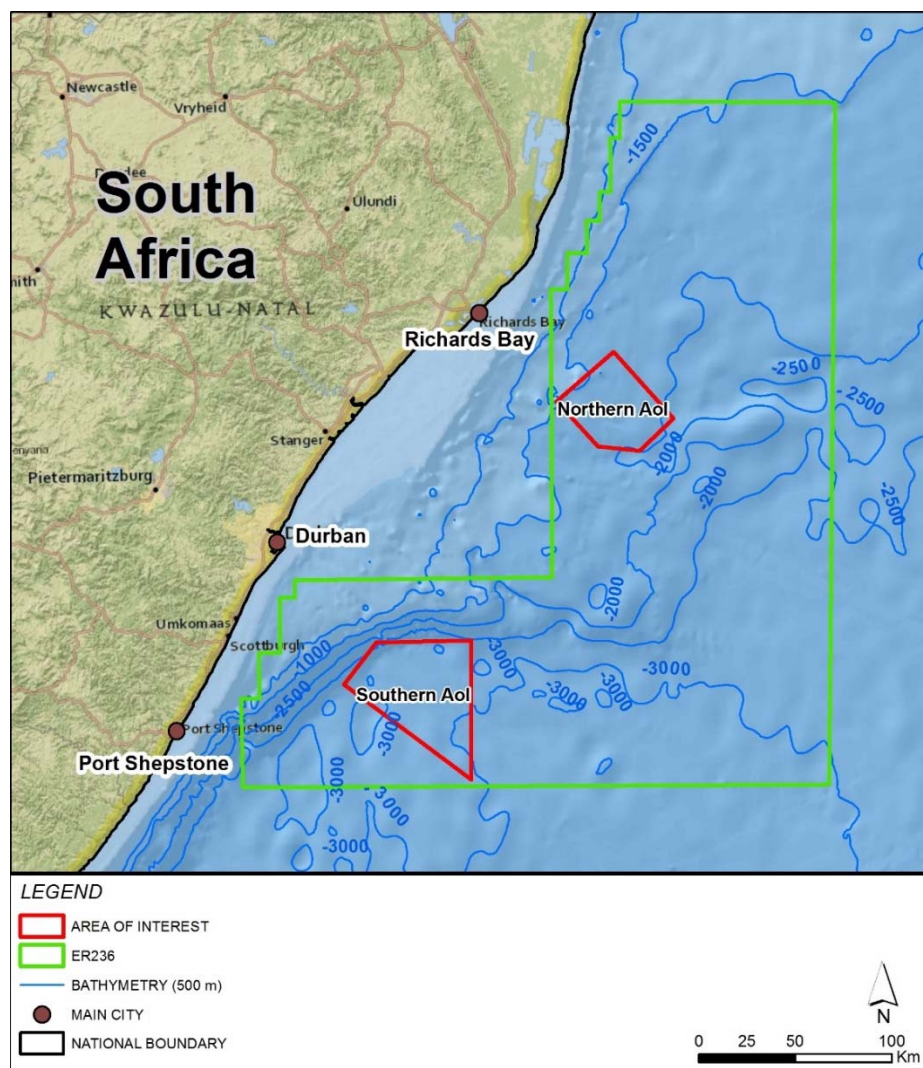 Newcastle
Vryheid
South
Africa
Ulundi
mith
KWAZULU-NATAL
Richards Bay
Richards Bay
Stanger
Pietermaritzburg
Durban
Umkomaas
Scottburgh
Port Shepstone
Port Shepstone
Northern AoI
Southern AoI
-1500
-2500
-2500
-2500
-2000
-2000
-2000
-1000
-2500
-3000
-3000
-3000
-3000
-3000
-3000
-3000
-3000
LEGEND
AREA OF INTEREST
ER236
BATHYMETRY (500 m)
MAIN CITY
NATIONAL BOUNDARY
N
0 25 50 100
Km